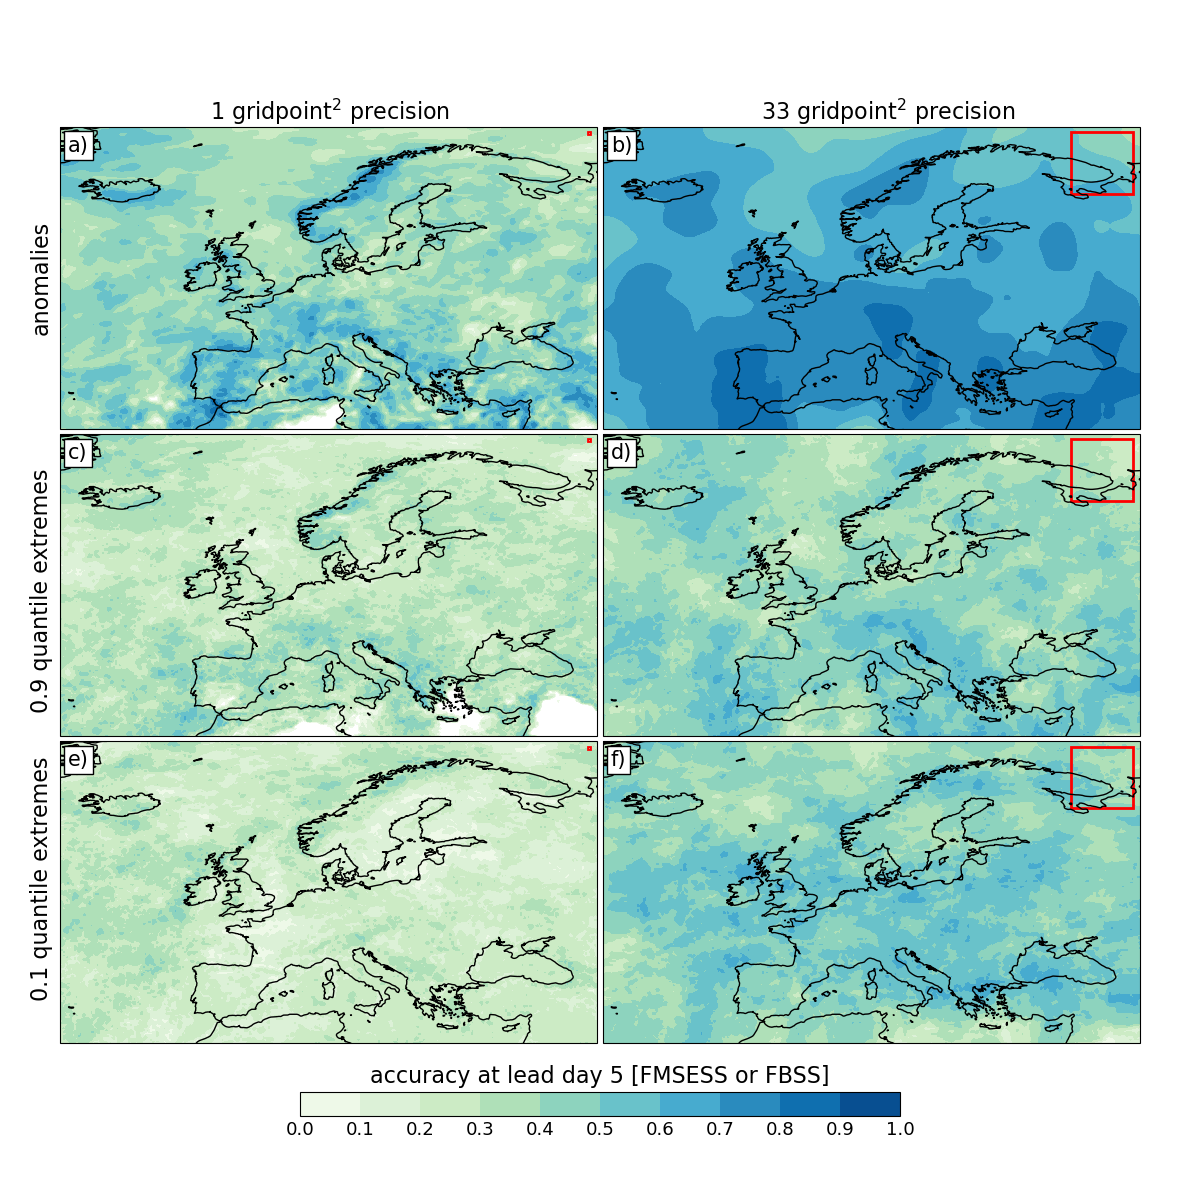 1 gridpoint² precision
33 gridpoint² precision
anomalies
a)
b)
0.9 quantile extremes
c)
d)
0.1 quantile extremes
e)
f)
accuracy at lead day 5 [FMSESS or FBSS]
0.0 0.1 0.2 0.3 0.4 0.5 0.6 0.7 0.8 0.9 1.0